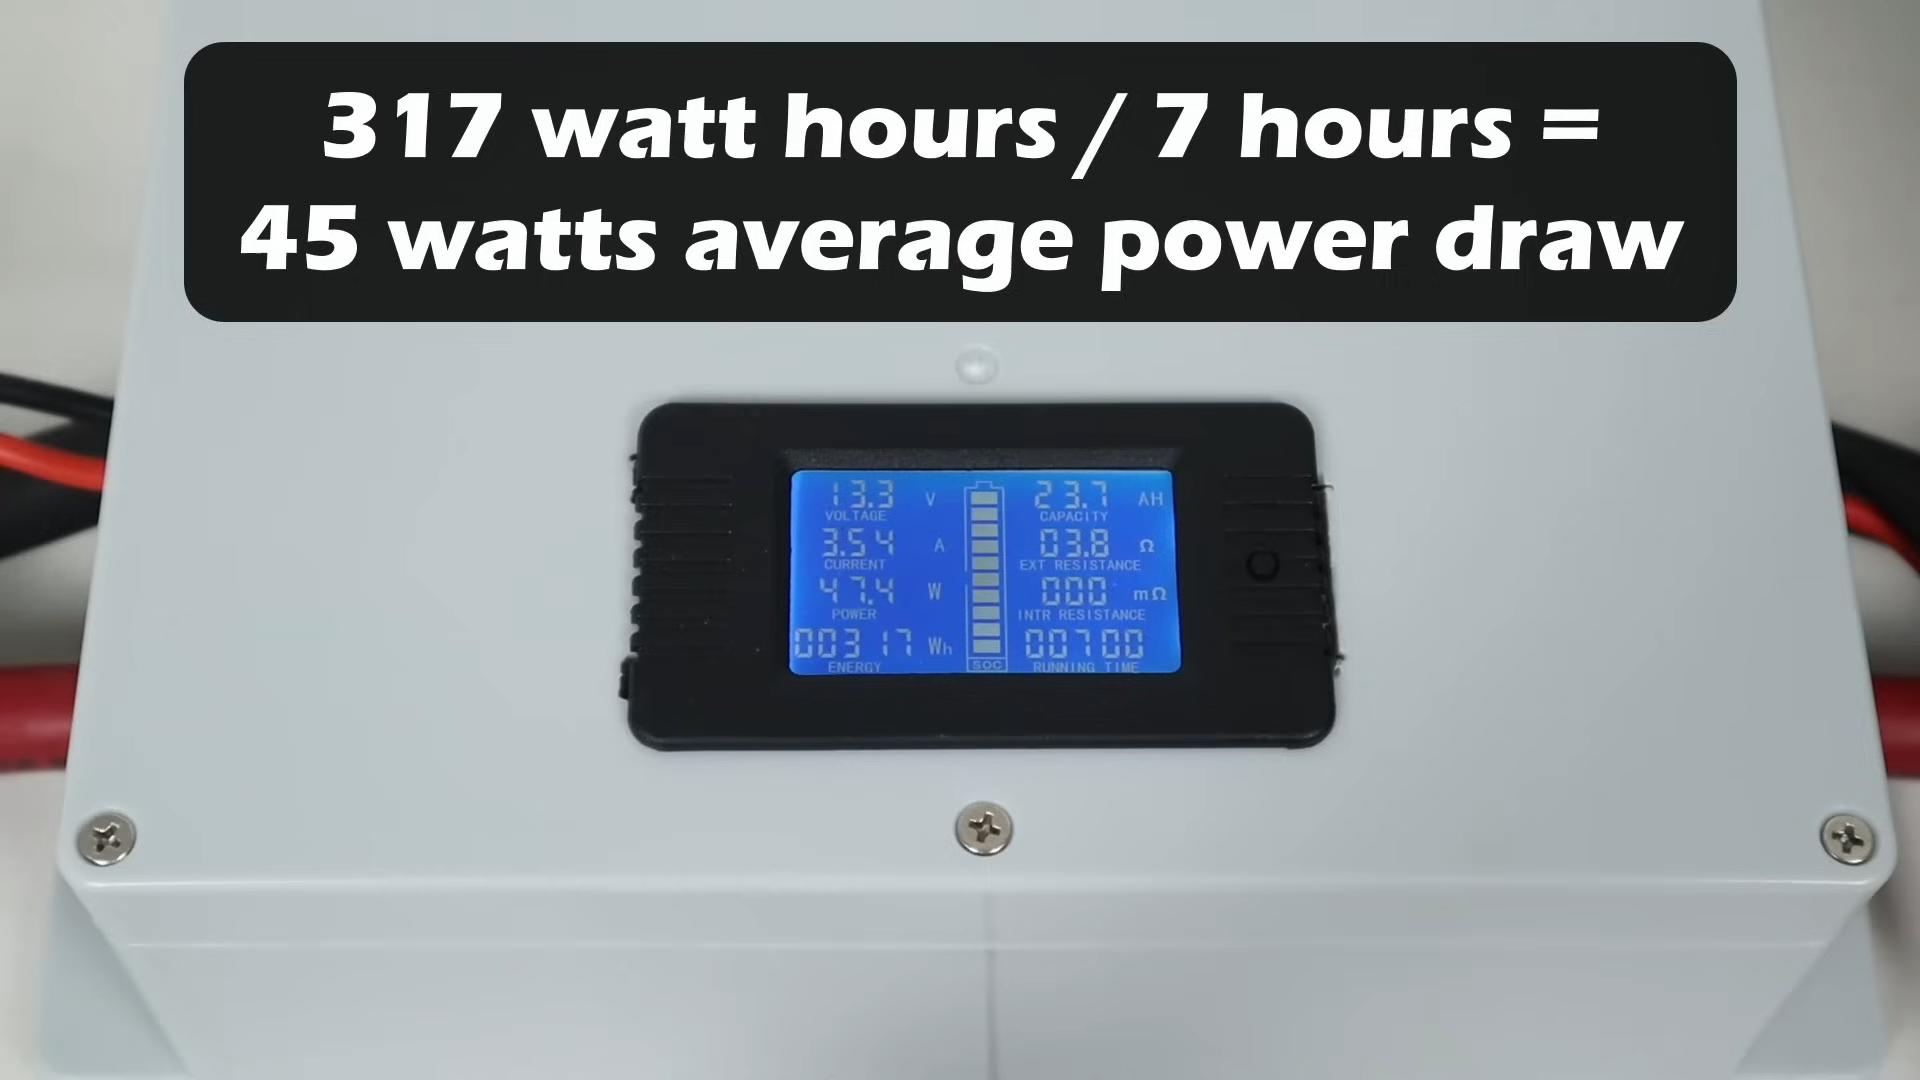 317 watt hours / 7 hours =
45 watts average power draw
13.3 V
VOLTAGE
3.54 A
CURRENT
47.4 W
POWER
00317 Wh
ENERGY
SOC
23.7 AH
CAPACITY
03.8 Ω
EXT RESISTANCE
000 mΩ
INTR RESISTANCE
00700
RUNNING TIME